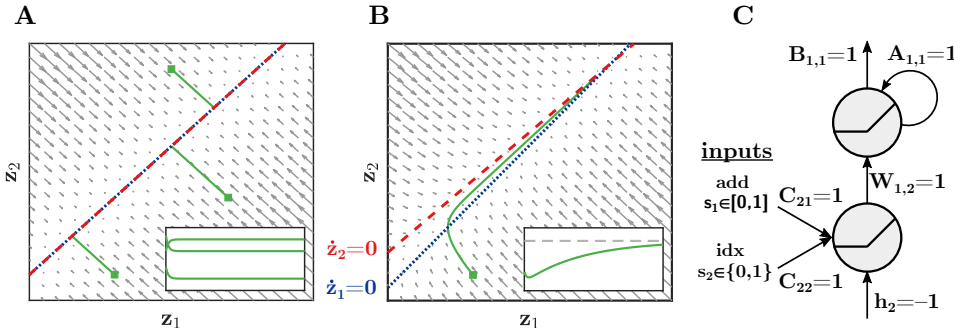 A
z₂
z₁
B
z₂
ż₂=0
ż₁=0
z₁
C
B₁,₁=1
A₁,₁=1
W₁,₂=1
inputs
add
s₁∈[0,1]
C₂₁=1
idx
s₂∈{0,1}
C₂₂=1
h₂=−1